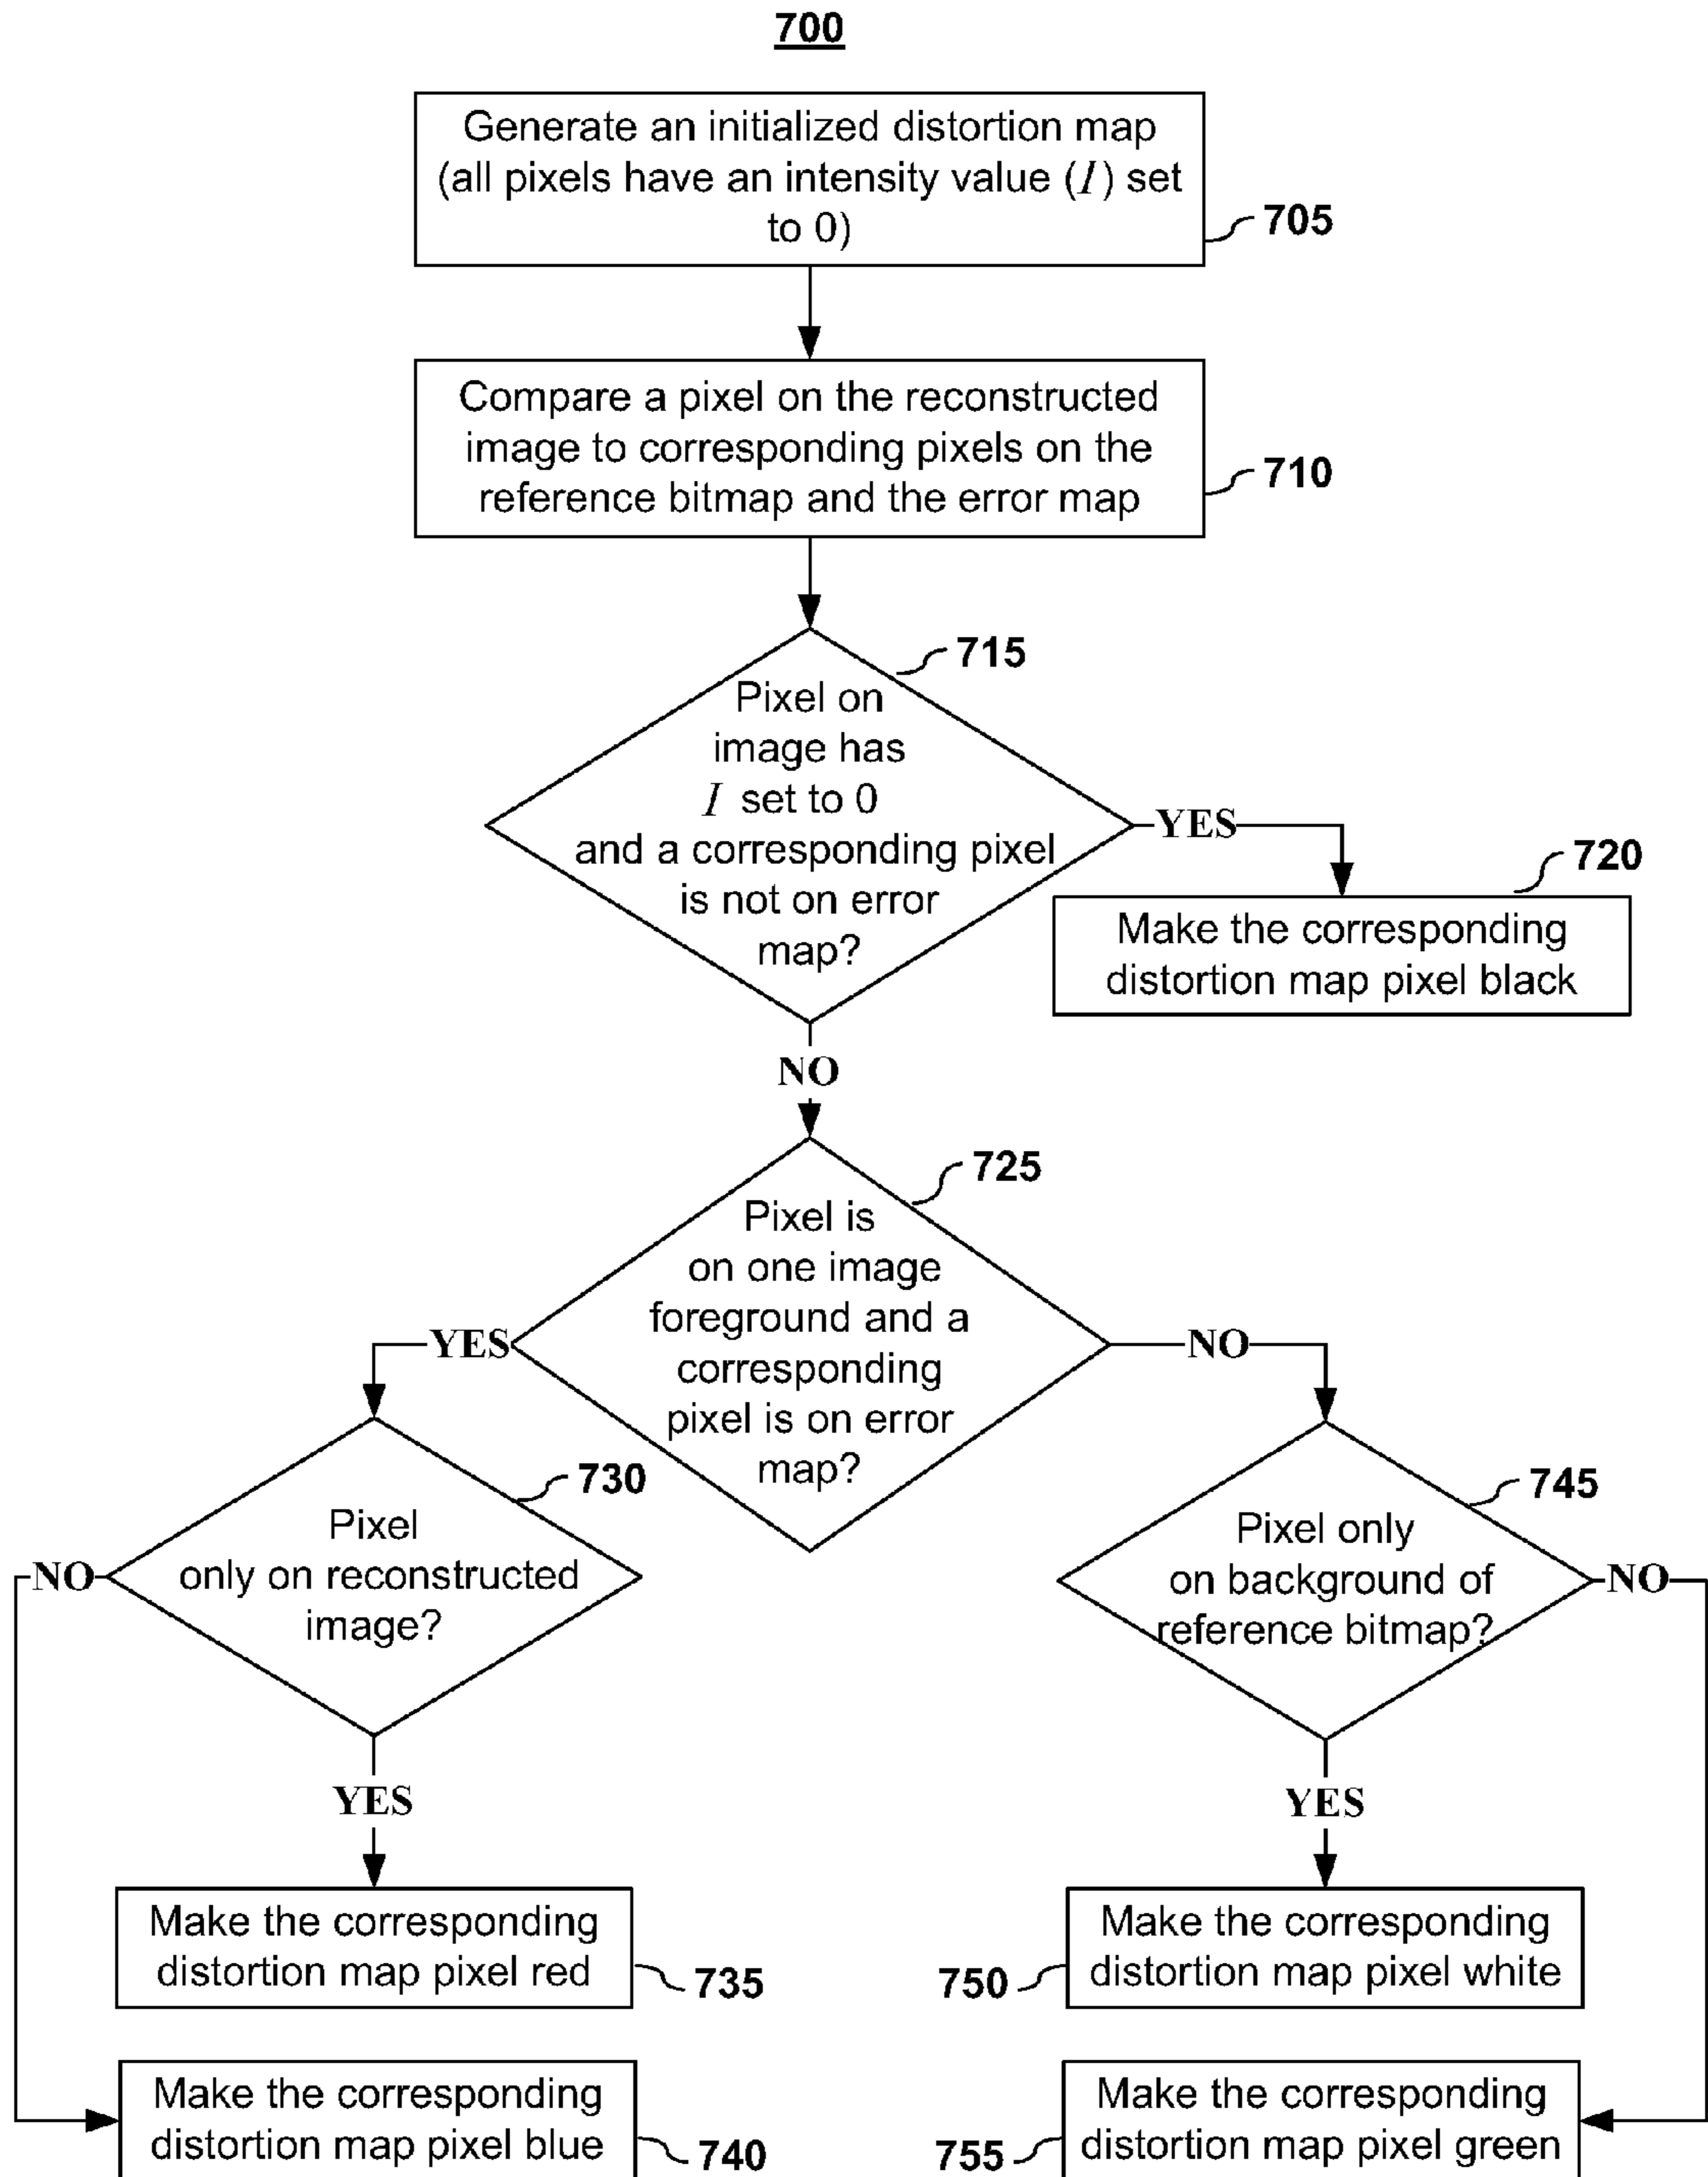 700
Generate an initialized distortion map
(all pixels have an intensity value (I) set
to 0)
705
Compare a pixel on the reconstructed
image to corresponding pixels on the
reference bitmap and the error map
710
715
Pixel on
image has
I set to 0
and a corresponding pixel
is not on error
map?
YES
720
Make the corresponding
distortion map pixel black
NO
725
Pixel is
on one image
foreground and a
corresponding
pixel is on error
map?
YES
NO
730
Pixel
only on reconstructed
image?
NO
745
Pixel only
on background of
reference bitmap?
NO
YES
YES
Make the corresponding
distortion map pixel red
735
750
Make the corresponding
distortion map pixel white
Make the corresponding
distortion map pixel blue
740
755
Make the corresponding
distortion map pixel green